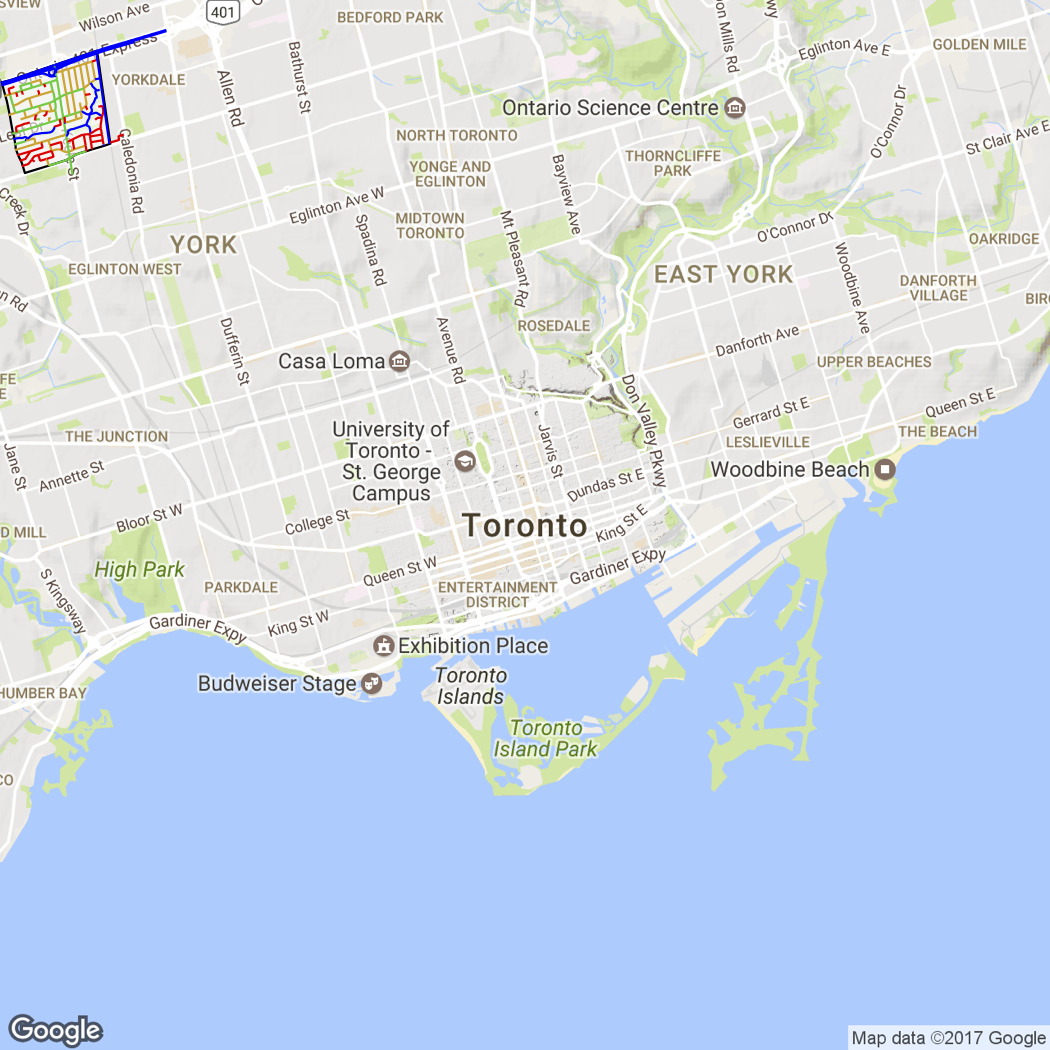 Wilson Ave
401
BEDFORD PARK
Eglinton Ave E
GOLDEN MILE
401 Express
YORKDALE
Bathurst St
Allen Rd
on Mills Rd
Ontario Science Centre
O'Connor Dr
St Clair Ave E
NORTH TORONTO
THORNCLIFFE
PARK
YONGE AND
EGLINTON
Bayview Ave
Caledonia Rd
Creek Dr
Eglinton Ave W
Spadina Rd
MIDTOWN
TORONTO
Mt Pleasant Rd
O'Connor Dr
OAKRIDGE
YORK
EGLINTON WEST
EAST YORK
Woodbine Ave
DANFORTH
VILLAGE
n Rd
BIRC
ROSEDALE
Danforth Ave
Dufferin St
Avenue Rd
Casa Loma
UPPER BEACHES
Don Valley Pkwy
Queen St E
Gerrard St E
THE BEACH
THE JUNCTION
University of
Toronto -
St. George
Campus
Jarvis St
LESLIEVILLE
Jane St
Annette St
Woodbine Beach
Dundas St E
Bloor St W
College St
Toronto
King St E
D MILL
High Park
Queen St W
Gardiner Expy
PARKDALE
ENTERTAINMENT
DISTRICT
S Kingsway
Gardiner Expy
King St W
Exhibition Place
Budweiser Stage
Toronto
Islands
HUMBER BAY
Toronto
Island Park
CO
Google
Map data ©2017 Google